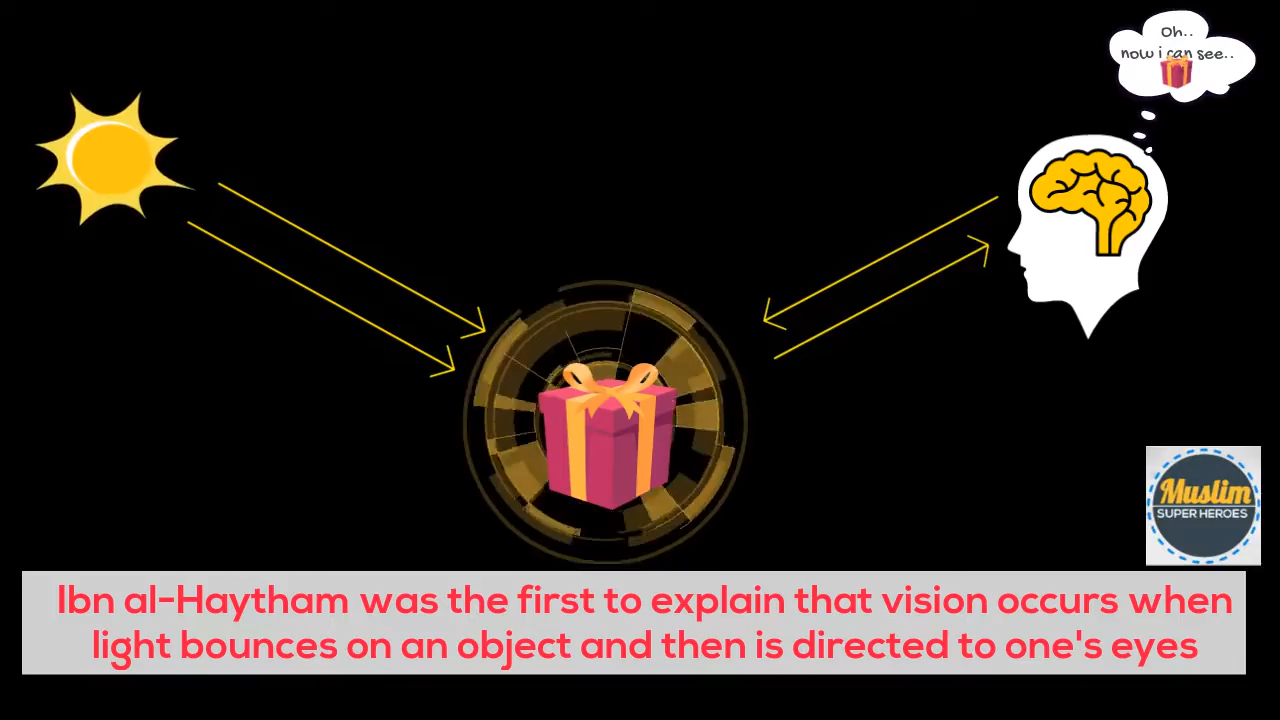 Oh..
now i can see..
Muslim
SUPER HEROES
Ibn al-Haytham was the first to explain that vision occurs when
light bounces on an object and then is directed to one's eyes